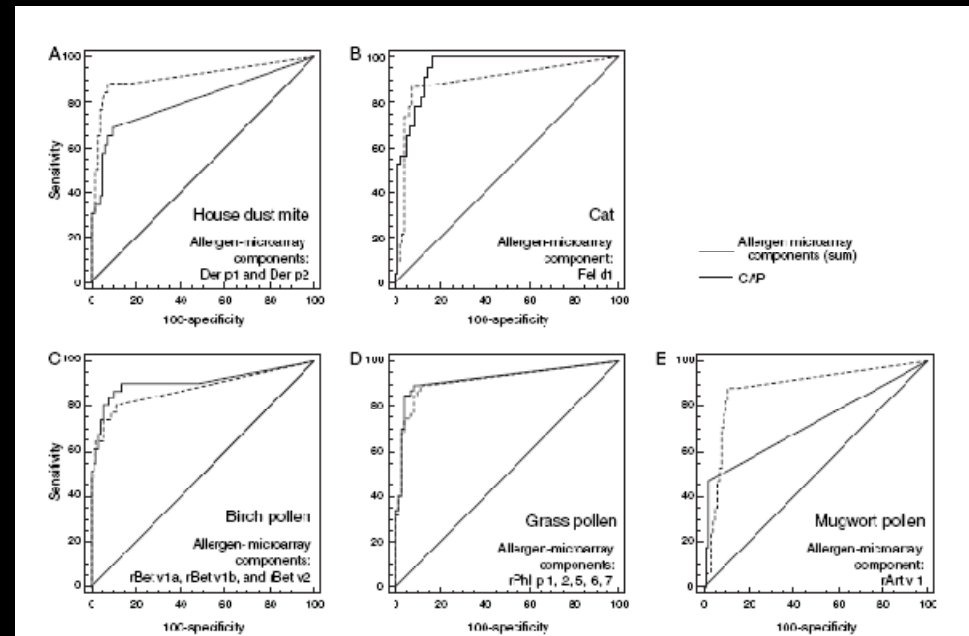 A
100
80
60
40
20
0
Sensitivity
House dust mite
Allergen-microarray
components:
Der p1 and Der p2
0 20 40 60 80 100
100-specificity
B
100
80
60
40
20
0
Cat
Allergen-microarray
component:
Fel d1
0 20 40 60 80 100
100-specificity
Allergen microarray
components (sum)
CAP
C
100
80
60
40
20
0
Sensitivity
Birch pollen
Allergen-microarray
components:
rBet v1a, rBet v1b, and rBet v2
0 20 40 60 80 100
100-specificity
D
100
80
60
40
20
0
Grass pollen
Allergen-microarray
components:
rPhl p 1, 2, 5, 6, 7
0 20 40 60 80 100
100-specificity
E
100
80
60
40
20
0
Mugwort pollen
Allergen-microarray
component:
rArt v 1
0 20 40 60 80 100
100-specificity